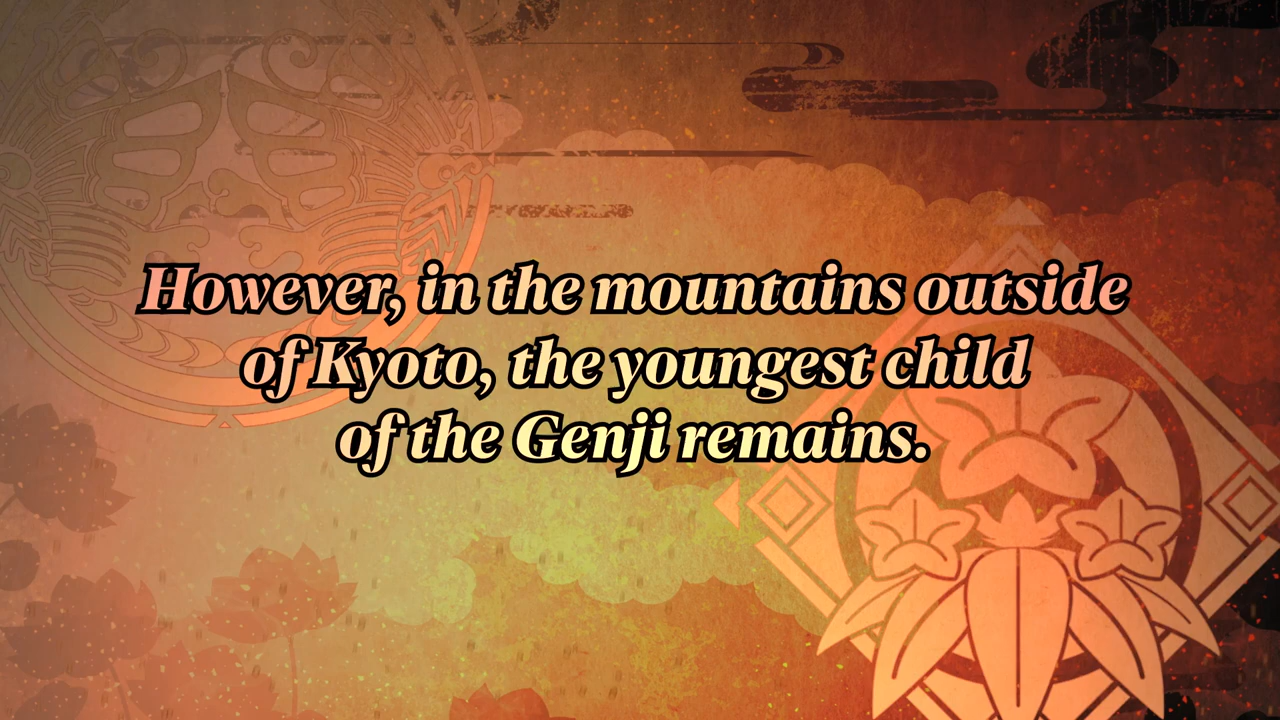 However, in the mountains outside
of Kyoto, the youngest child
of the Genji remains.